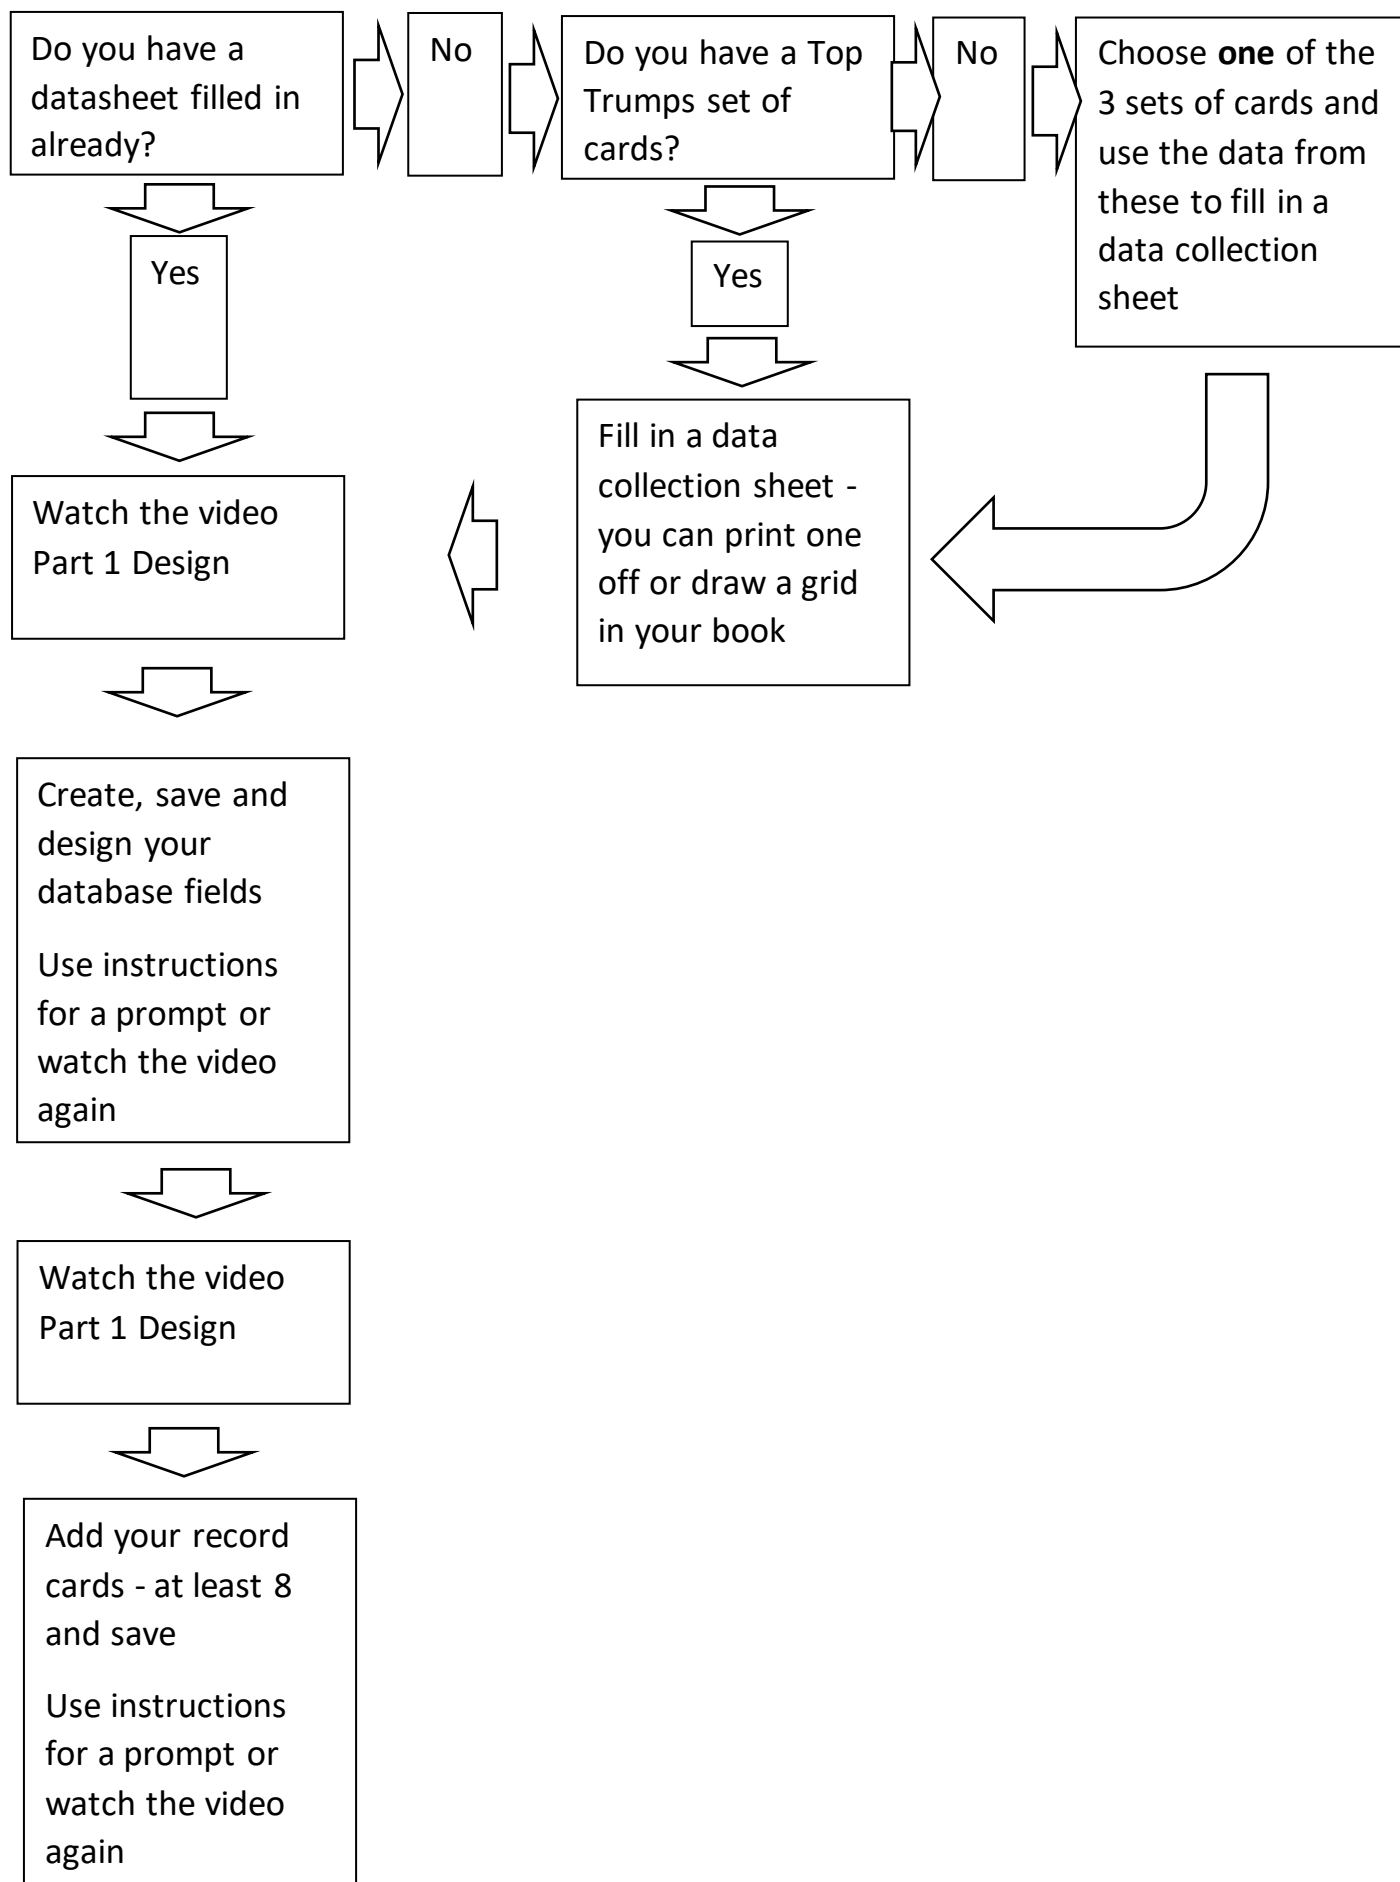 Do you have a
datasheet filled in
already?
No
Do you have a Top
Trumps set of
cards?
No
Choose one of the
3 sets of cards and
use the data from
these to fill in a
data collection
sheet
Yes
Yes
Fill in a data
collection sheet -
you can print one
off or draw a grid
in your book
Watch the video
Part 1 Design
Create, save and
design your
database fields
Use instructions
for a prompt or
watch the video
again
Watch the video
Part 1 Design
Add your record
cards - at least 8
and save
Use instructions
for a prompt or
watch the video
again